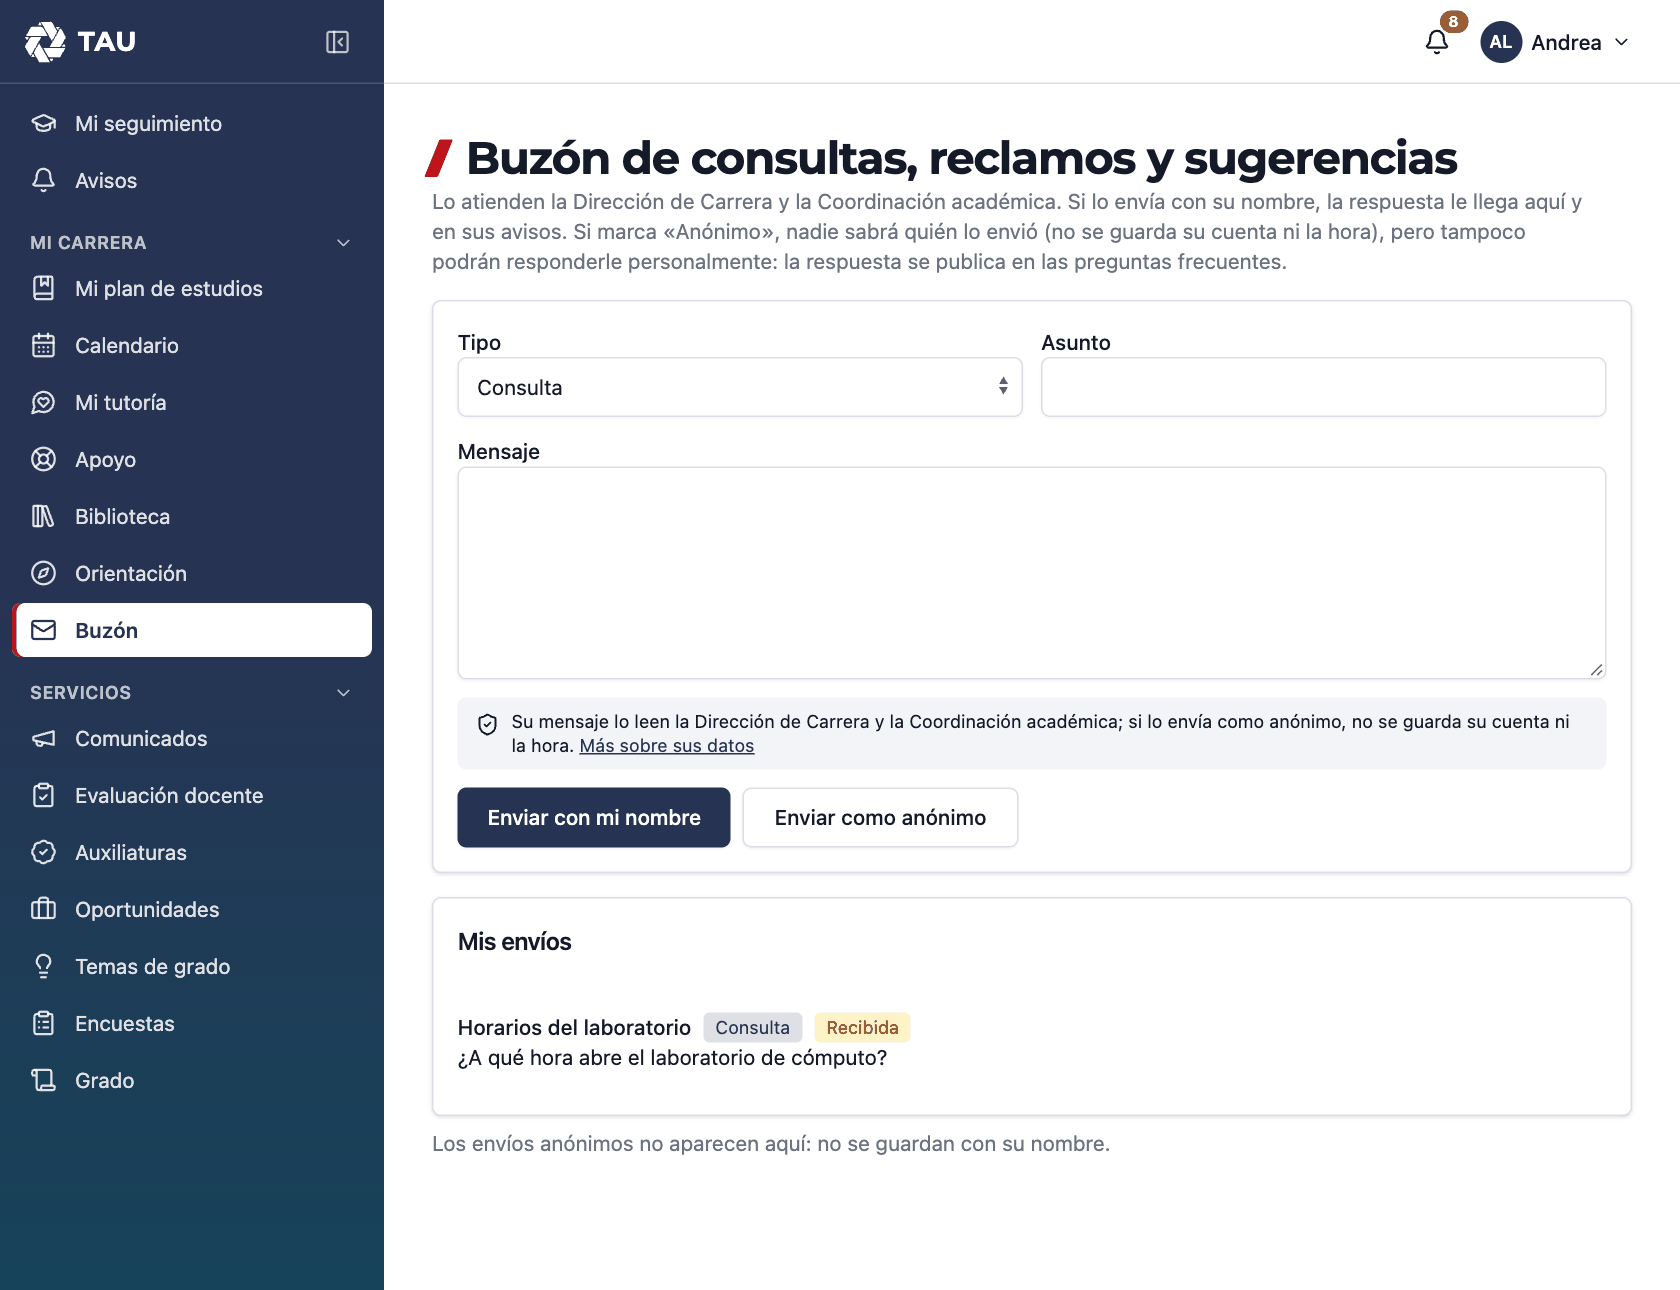 TAU
8
AL
Andrea
Mi seguimiento
Avisos
MI CARRERA
Mi plan de estudios
Calendario
Mi tutoría
Apoyo
Biblioteca
Orientación
Buzón
SERVICIOS
Comunicados
Evaluación docente
Auxiliaturas
Oportunidades
Temas de grado
Encuestas
Grado
Buzón de consultas, reclamos y sugerencias
Lo atienden la Dirección de Carrera y la Coordinación académica. Si lo envía con su nombre, la respuesta le llega aquí y
en sus avisos. Si marca «Anónimo», nadie sabrá quién lo envió (no se guarda su cuenta ni la hora), pero tampoco
podrán responderle personalmente: la respuesta se publica en las preguntas frecuentes.
Tipo
Consulta
Asunto
Mensaje
Su mensaje lo leen la Dirección de Carrera y la Coordinación académica; si lo envía como anónimo, no se guarda su cuenta ni
la hora. Más sobre sus datos
Enviar con mi nombre
Enviar como anónimo
Mis envíos
Horarios del laboratorio Consulta Recibida
¿A qué hora abre el laboratorio de cómputo?
Los envíos anónimos no aparecen aquí: no se guardan con su nombre.